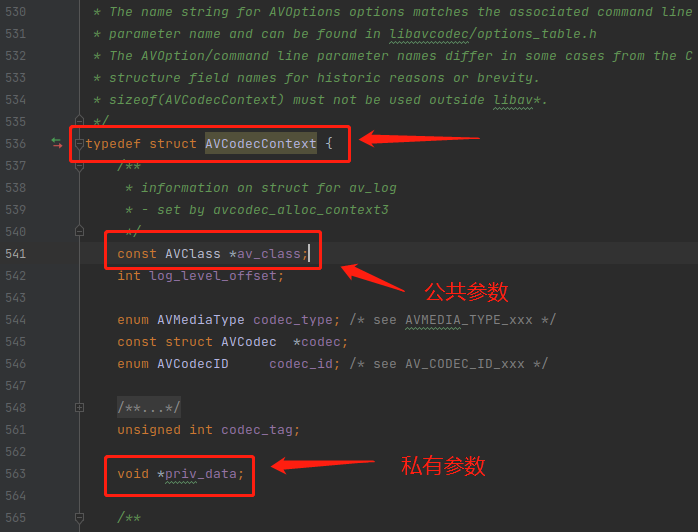 530 * The name string for AVOptions options matches the associated command line
531 * parameter name and can be found in libavcodec/options_table.h
532 * The AVOption/command line parameter names differ in some cases from the C
533 * structure field names for historic reasons or brevity.
534 * sizeof(AVCodecContext) must not be used outside libav*.
535 */
536 typedef struct AVCodecContext {
537 /**
538 * information on struct for av_log
539 * - set by avcodec_alloc_context3
540 */
541 const AVClass *av_class;
542 int log_level_offset;
公共参数
543
544 enum AVMediaType codec_type; /* see AVMEDIA_TYPE_xxx */
545 const struct AVCodec *codec;
546 enum AVCodecID codec_id; /* see AV_CODEC_ID_xxx */
547
548 /**...*/
561 unsigned int codec_tag;
562
563 void *priv_data;
私有参数
564
565 /**